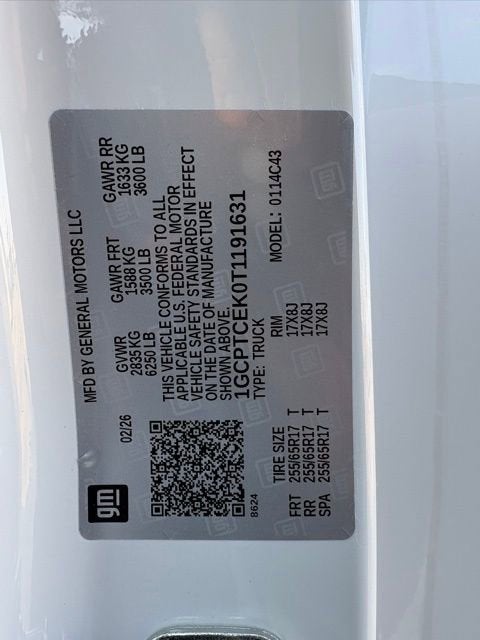 gm
MFD BY GENERAL MOTORS LLC
02/26
GVWR GAWR FRT GAWR RR
2835 KG 1588 KG 1633 KG
6250 LB 3500 LB 3600 LB
THIS VEHICLE CONFORMS TO ALL
APPLICABLE U.S. FEDERAL MOTOR
VEHICLE SAFETY STANDARDS IN EFFECT
ON THE DATE OF MANUFACTURE
SHOWN ABOVE.
1GCPTCEK0T1191631
TYPE: TRUCK
8624
MODEL: 0114C43
TIRE SIZE RIM
FRT 255/65R17 T 17X8J
RR 255/65R17 T 17X8J
SPA 255/65R17 T 17X8J